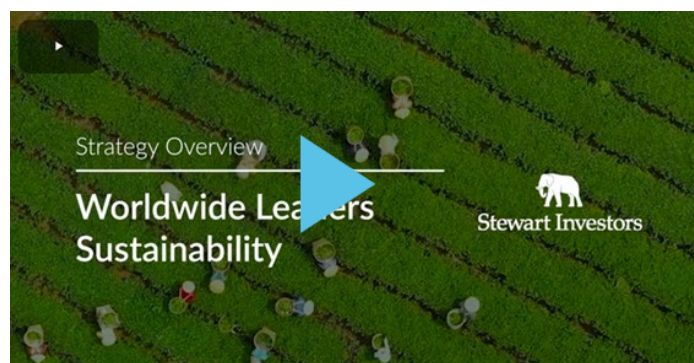 Strategy Overview
Worldwide Leaders
Sustainability
Stewart Investors